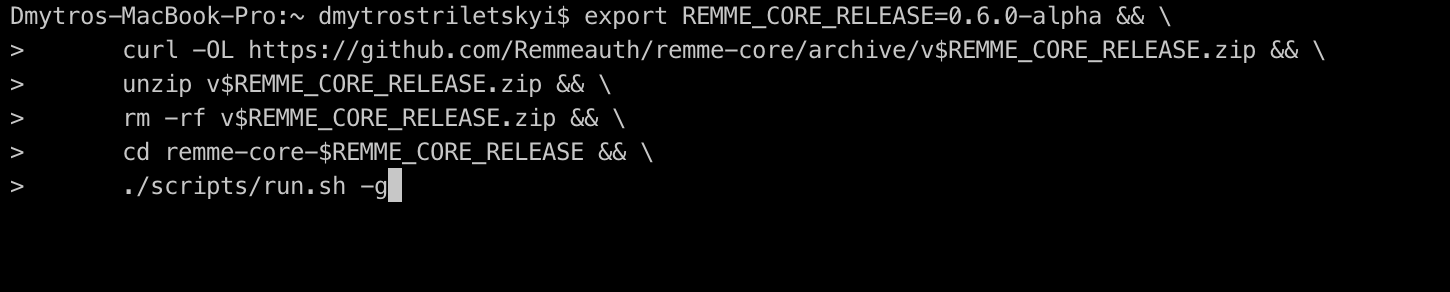 Dmytros-MacBook-Pro:~ dmytrostriletskyi$ export REMME_CORE_RELEASE=0.6.0-alpha && \
>       curl -OL https://github.com/Remmeauth/remme-core/archive/v$REMME_CORE_RELEASE.zip && \
>       unzip v$REMME_CORE_RELEASE.zip && \
>       rm -rf v$REMME_CORE_RELEASE.zip && \
>       cd remme-core-$REMME_CORE_RELEASE && \
>       ./scripts/run.sh -g